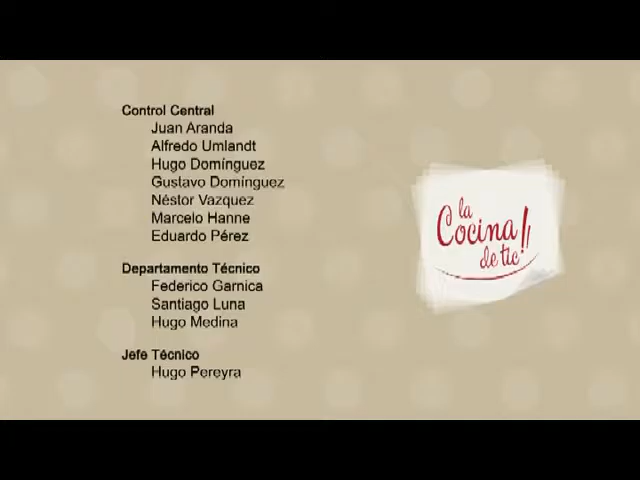 Control Central
Juan Aranda
Alfredo Umlandt
Hugo Domínguez
Gustavo Domínguez
Néstor Vazquez
Marcelo Hanne
Eduardo Pérez
Departamento Técnico
Federico Garnica
Santiago Luna
Hugo Medina
Jefe Técnico
Hugo Pereyra
la
Cocina!!
de tic